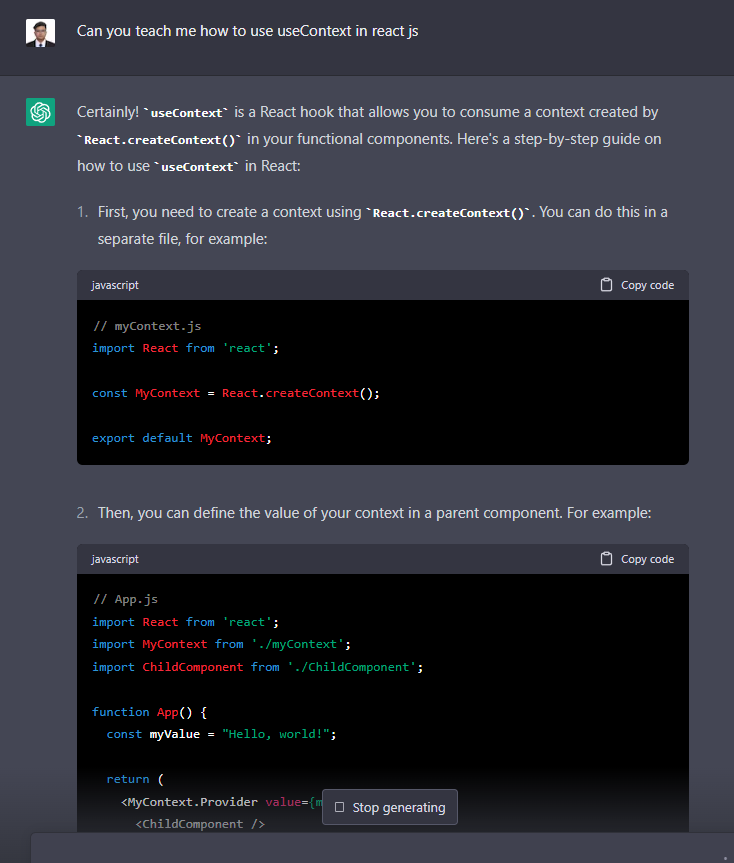 Can you teach me how to use useContext in react js
Certainly! `useContext` is a React hook that allows you to consume a context created by
`React.createContext()` in your functional components. Here's a step-by-step guide on
how to use `useContext` in React:
1. First, you need to create a context using `React.createContext()`. You can do this in a
separate file, for example:
javascript Copy code
// myContext.js
import React from 'react';
const MyContext = React.createContext();
export default MyContext;
2. Then, you can define the value of your context in a parent component. For example:
javascript Copy code
// App.js
import React from 'react';
import MyContext from './myContext';
import ChildComponent from './ChildComponent';
function App() {
const myValue = "Hello, world!";
return (
<MyContext.Provider value={m
Stop generating
<ChildComponent />